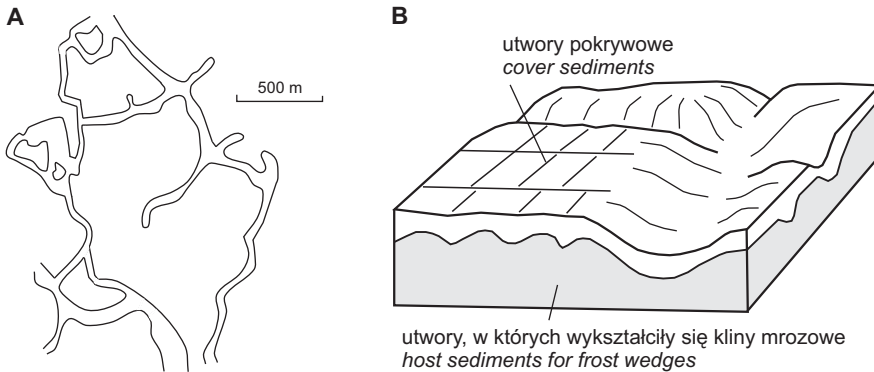 A
500 m
B
utwory pokrywowe
cover sediments
utwory, w których wykształciły się kliny mrozowe
host sediments for frost wedges